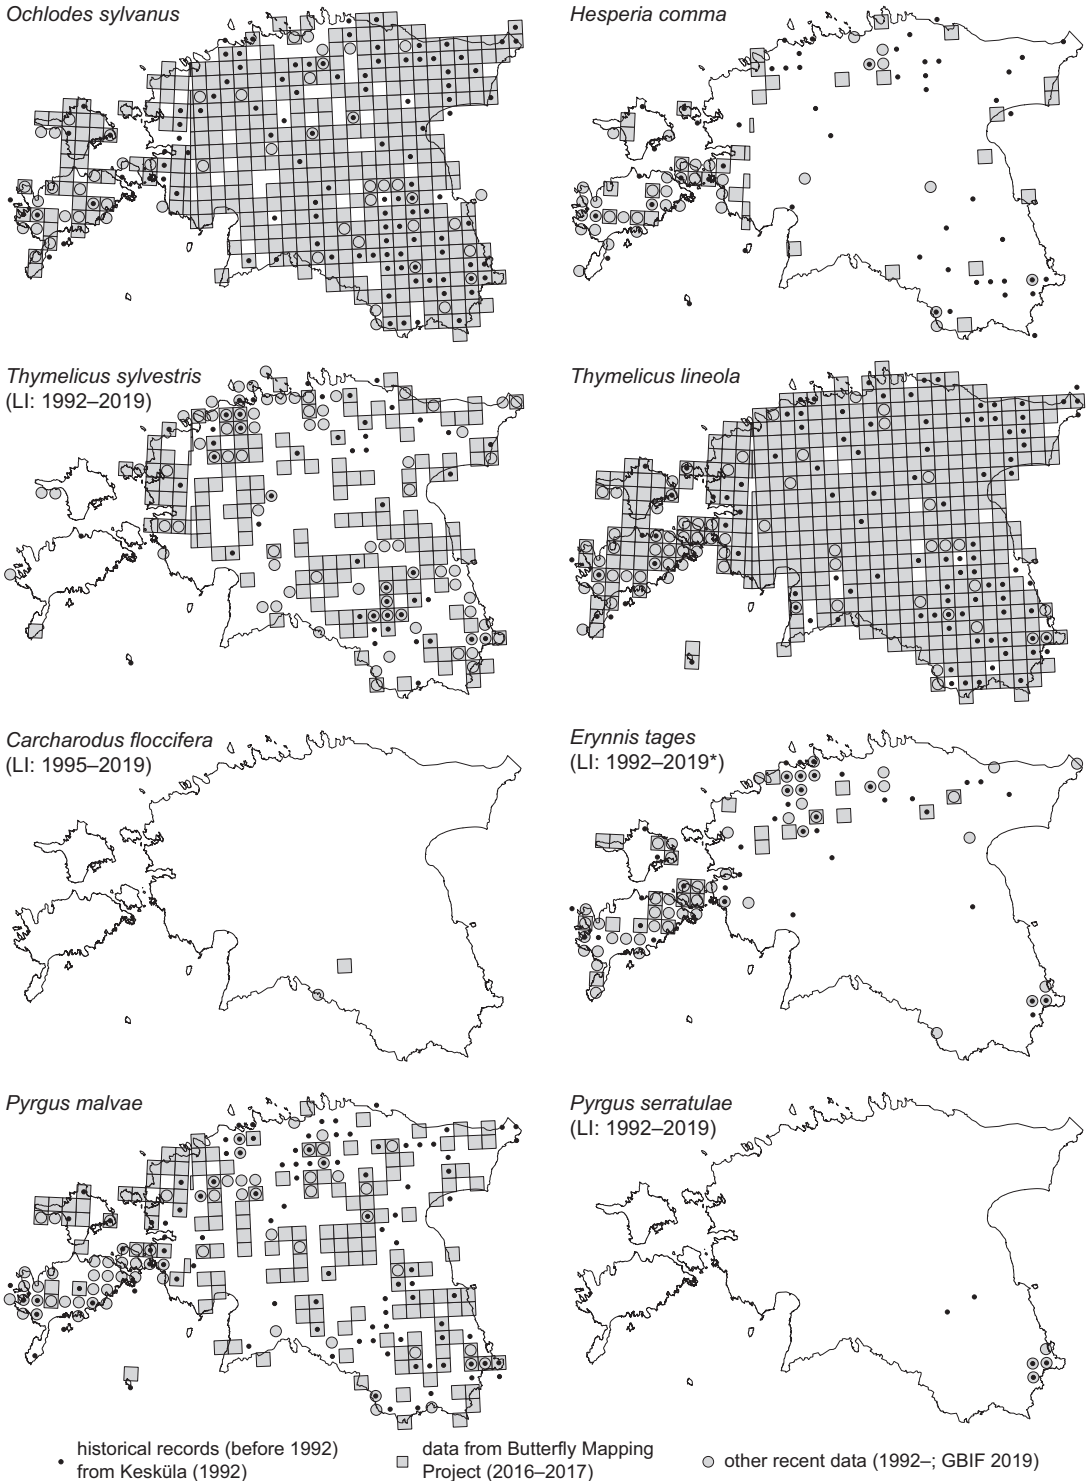 Ochlodes sylvanus
Hesperia comma
Thymelicus sylvestris
(LI: 1992–2019)
Thymelicus lineola
Carcharodus floccifera
(LI: 1995–2019)
Erynnis tages
(LI: 1992–2019*)
Pyrgus malvae
Pyrgus serratulae
(LI: 1992–2019)
historical records (before 1992)
from Kesküla (1992)
data from Butterfly Mapping
Project (2016–2017)
other recent data (1992–; GBIF 2019)